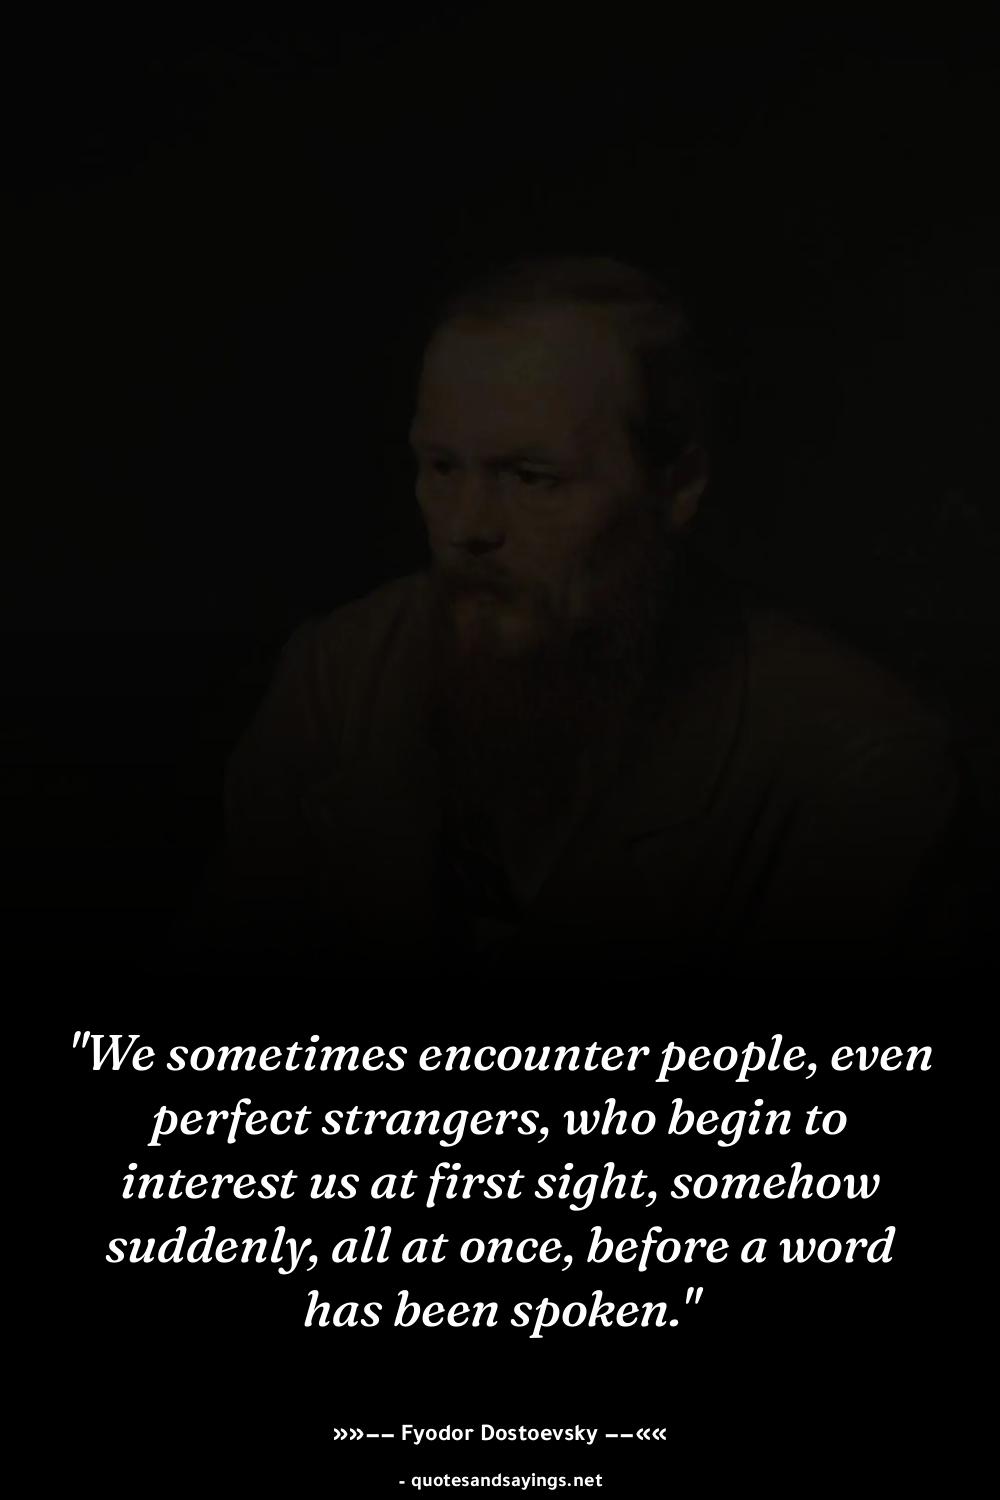 "We sometimes encounter people, even
perfect strangers, who begin to
interest us at first sight, somehow
suddenly, all at once, before a word
has been spoken."
»»—— Fyodor Dostoevsky ——««
- quotesandsayings.net